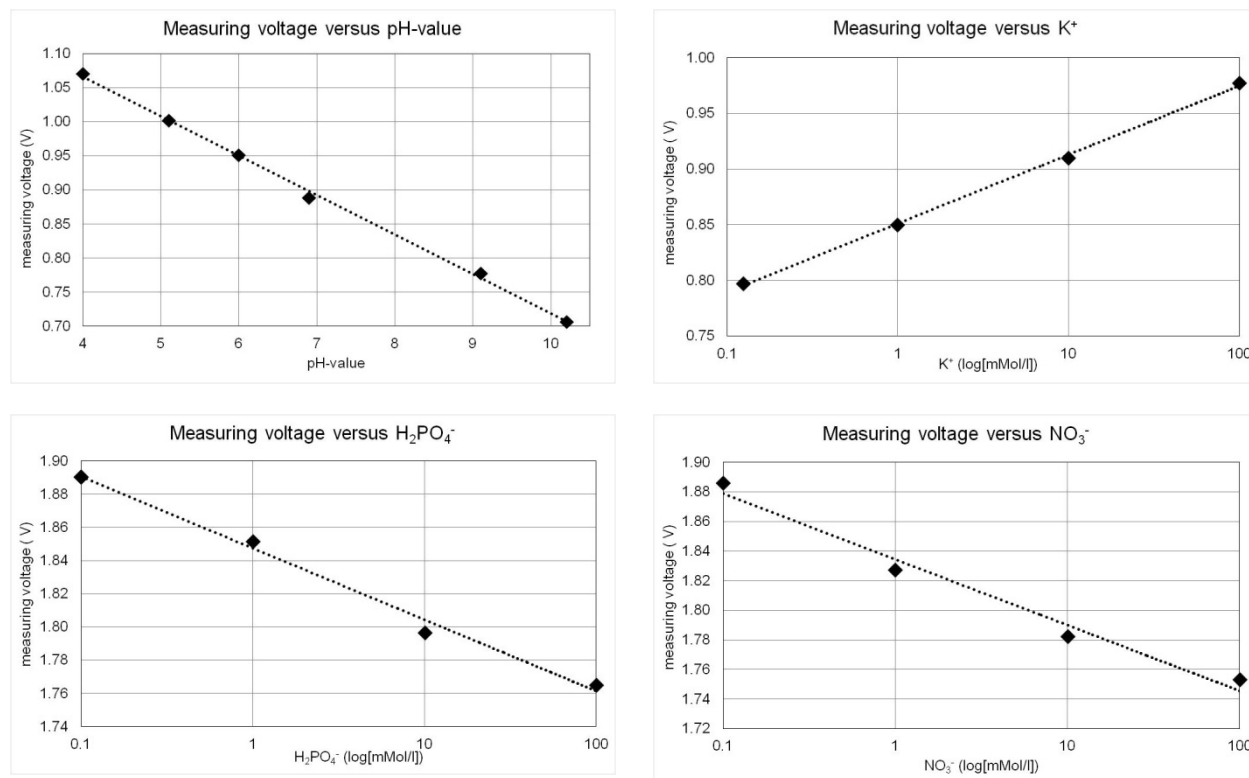 Measuring voltage versus pH-value
1.10
1.05
1.00
0.95
0.90
0.85
0.80
0.75
0.70
measuring voltage (V)
4 5 6 7 8 9 10
pH-value
Measuring voltage versus K⁺
1.00
0.95
0.90
0.85
0.80
0.75
measuring voltage ( V)
0.1 1 10 100
K⁺ (log[mMol/l])
Measuring voltage versus H₂PO₄⁻
1.90
1.88
1.86
1.84
1.82
1.80
1.78
1.76
1.74
measuring voltage ( V)
0.1 1 10 100
H₂PO₄⁻ (log[mMol/l])
Measuring voltage versus NO₃⁻
1.90
1.88
1.86
1.84
1.82
1.80
1.78
1.76
1.74
1.72
measuring voltage ( V)
0.1 1 10 100
NO₃⁻ (log[mMol/l])